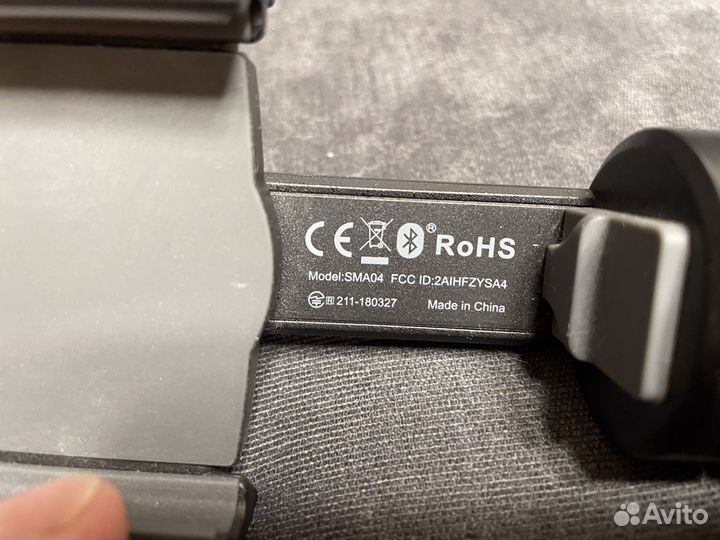 CE ® RoHS
Model:SMA04 FCC ID:2AIHFZYSA4
R 211-180327 Made in China
Avito